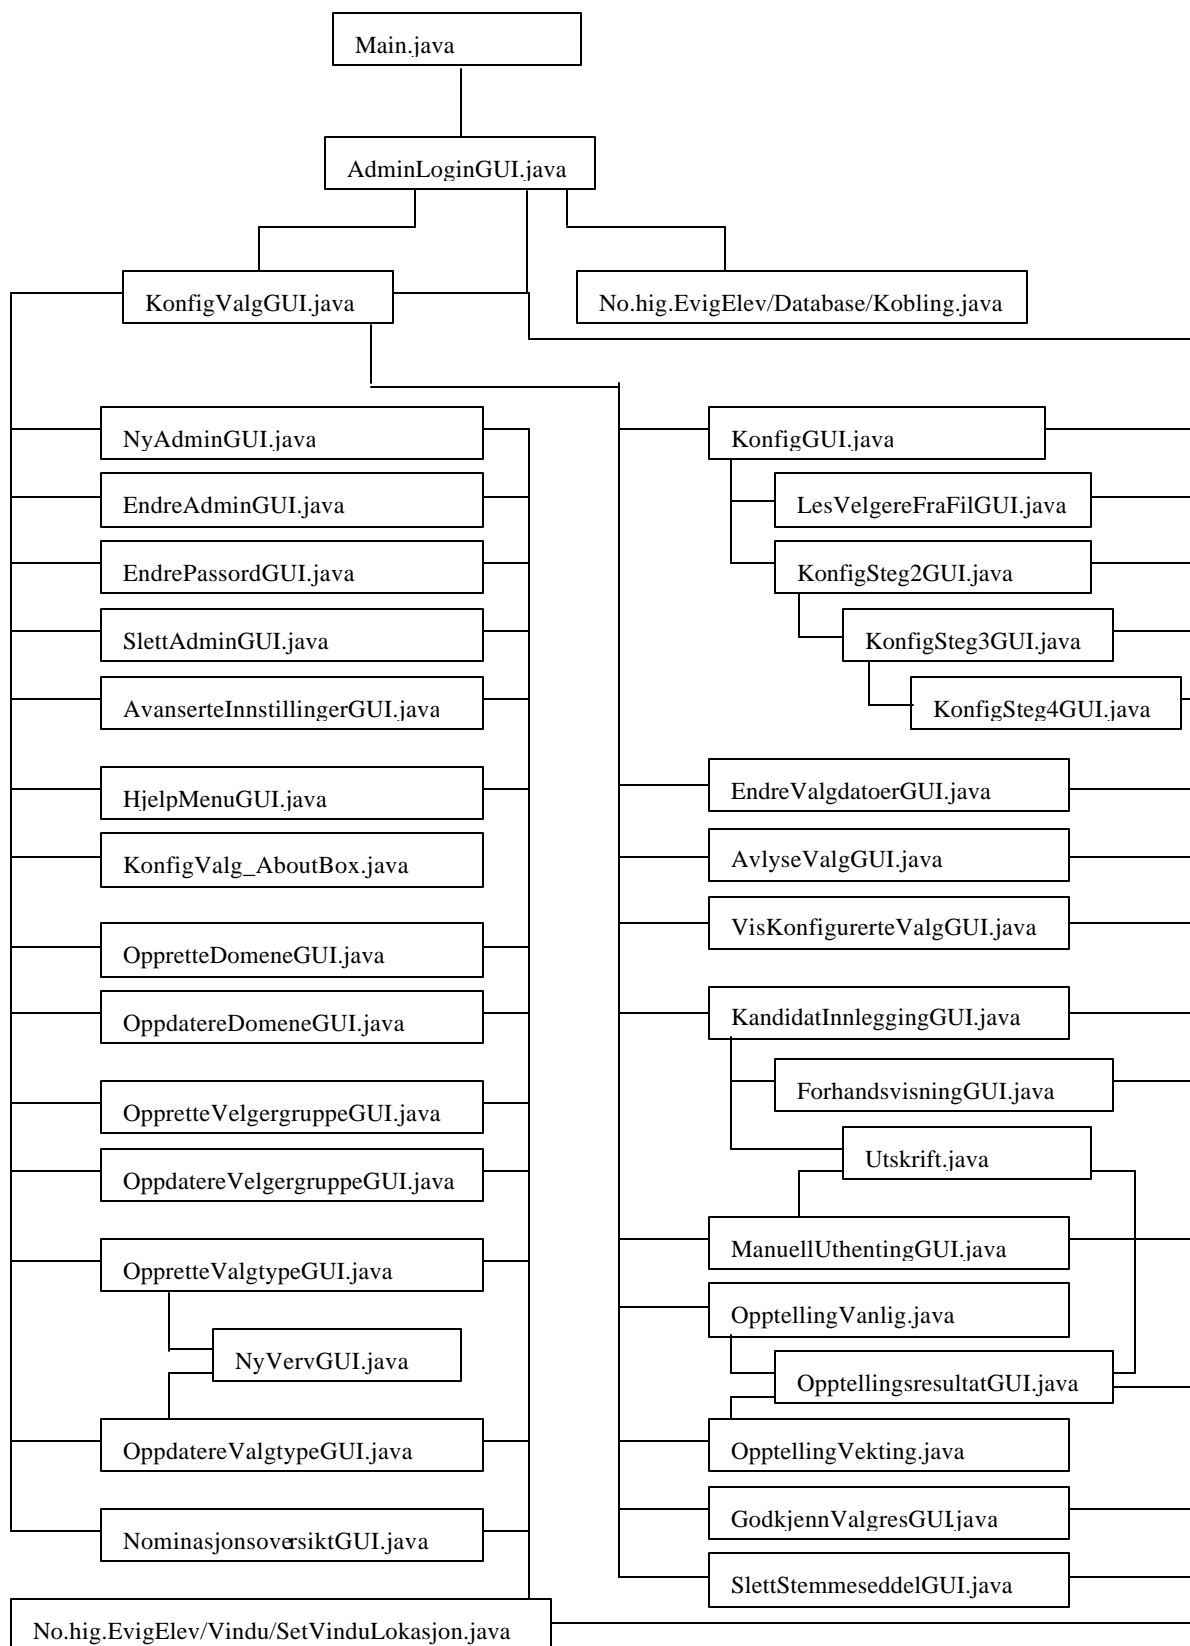 Main.java
AdminLoginGUI.java
KonfigValgGUI.java
No.hig.EvigElev/Database/Kobling.java
NyAdminGUI.java
EndreAdminGUI.java
EndrePassordGUI.java
SlettAdminGUI.java
AvanserteInnstillingerGUI.java
HjelpMenuGUI.java
KonfigValg_AboutBox.java
OppretteDomeneGUI.java
OppdatereDomeneGUI.java
OppretteVelgergruppeGUI.java
OppdatereVelgergruppeGUI.java
OppretteValgtypeGUI.java
NyVervGUI.java
OppdatereValgtypeGUI.java
NominasjonsoversiktGUI.java
No.hig.EvigElev/Vindu/SetVinduLokasjon.java
KonfigGUI.java
LesVelgereFraFilGUI.java
KonfigSteg2GUI.java
KonfigSteg3GUI.java
KonfigSteg4GUI.java
EndreValgdatoerGUI.java
AvlyseValgGUI.java
VisKonfigurerteValgGUI.java
KandidatInnleggingGUI.java
ForhandsvisningGUI.java
Utskrift.java
ManuellUthentingGUI.java
OpptellingVanlig.java
OpptellingsresultatGUI.java
OpptellingVekting.java
GodkjennValgresGUI.java
SlettStemmeseddelGUI.java